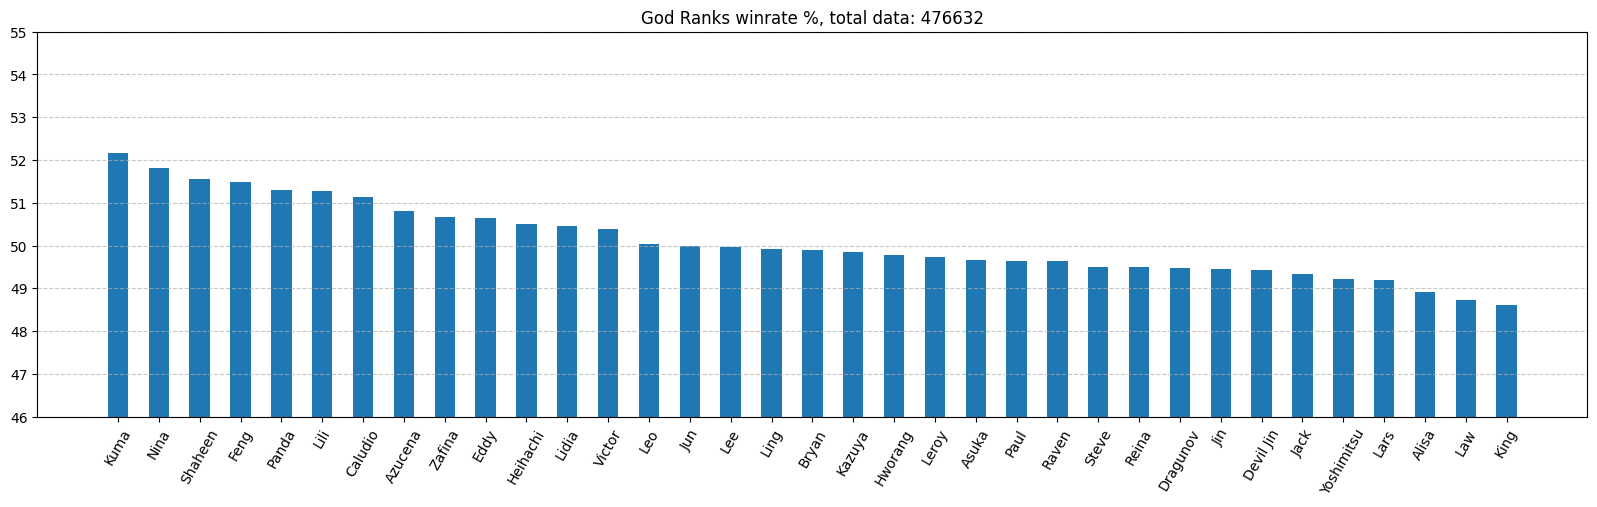 God Ranks winrate %, total data: 476632
55
54
53
52
51
50
49
48
47
46
Kuma
Nina
Shaheen
Feng
Panda
Lili
Caludio
Azucena
Zafina
Eddy
Heihachi
Lidia
Victor
Leo
Jun
Lee
Ling
Bryan
Kazuya
Hworang
Leroy
Asuka
Paul
Raven
Steve
Reina
Dragunov
Jin
Devil Jin
Jack
Yoshimitsu
Lars
Alisa
Law
King